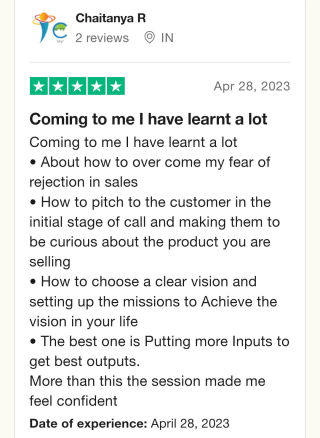 Chaitanya R
2 reviews IN
Apr 28, 2023
Coming to me I have learnt a lot
Coming to me I have learnt a lot
• About how to over come my fear of
rejection in sales
• How to pitch to the customer in the
initial stage of call and making them to
be curious about the product you are
selling
• How to choose a clear vision and
setting up the missions to Achieve the
vision in your life
• The best one is Putting more Inputs to
get best outputs.
More than this the session made me
feel confident
Date of experience: April 28, 2023